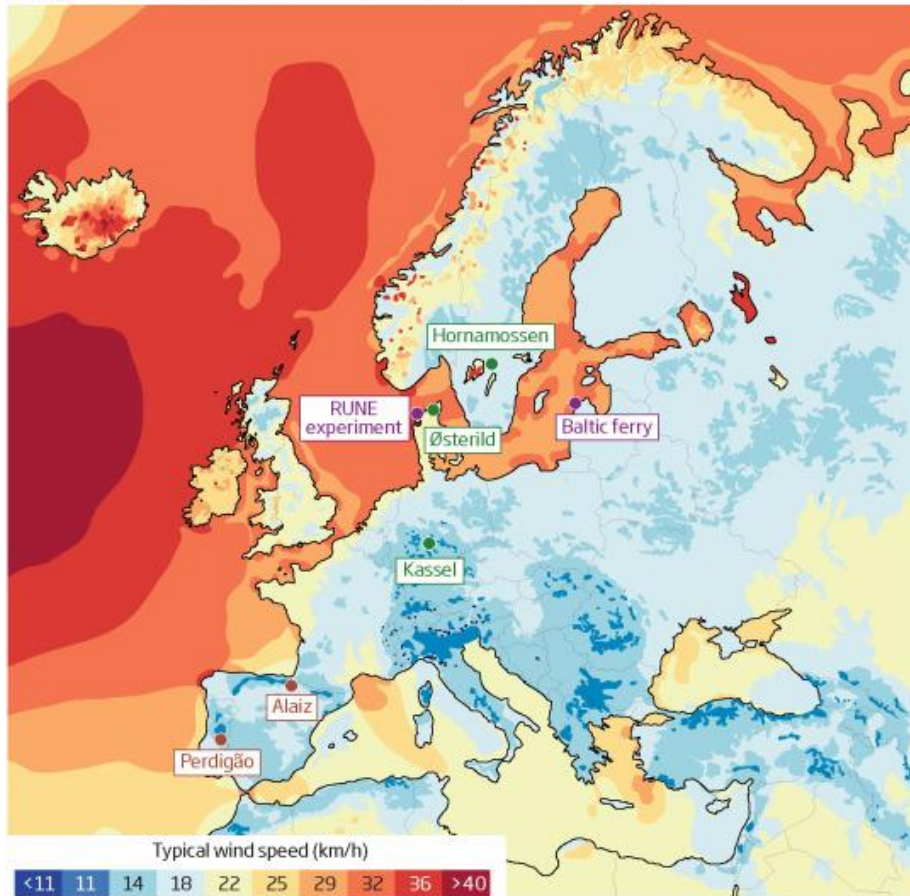 Hornamossen
RUNE
experiment
Østerild
Baltic ferry
Kassel
Alaiz
Perdigão
Typical wind speed (km/h)
<11 11 14 18 22 25 29 32 36 >40